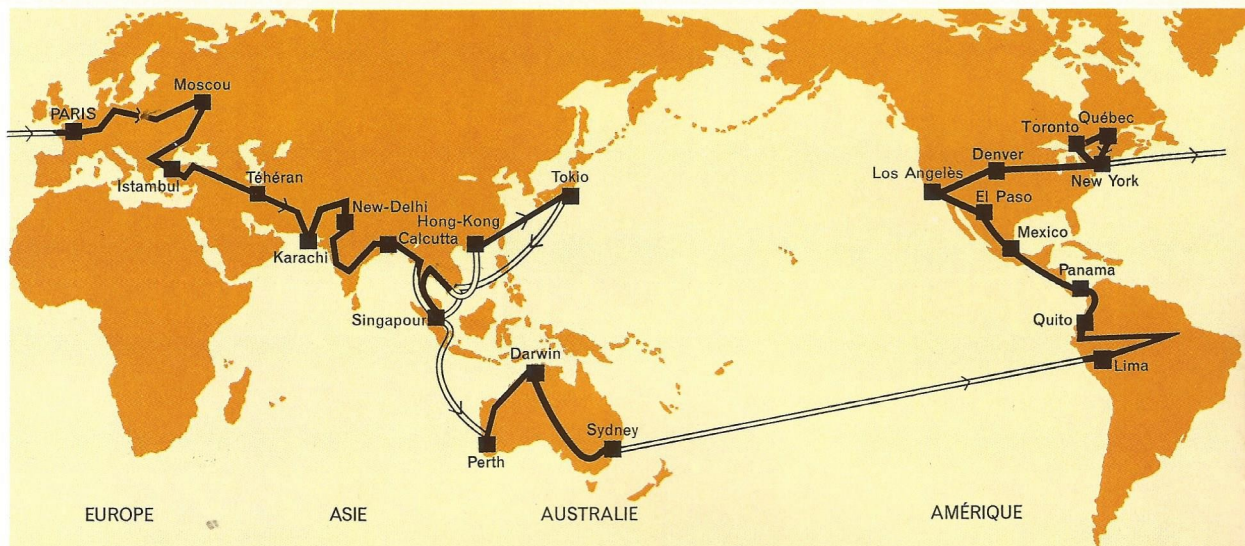 Moscou
PARIS
Istambul
Téhéran
Karachi
New-Delhi
Calcutta
Hong-Kong
Tokio
Singapour
Darwin
Perth
Sydney
Québec
Toronto
New York
Denver
Los Angelès
El Paso
Mexico
Panama
Quito
Lima
EUROPE
ASIE
AUSTRALIE
AMÉRIQUE